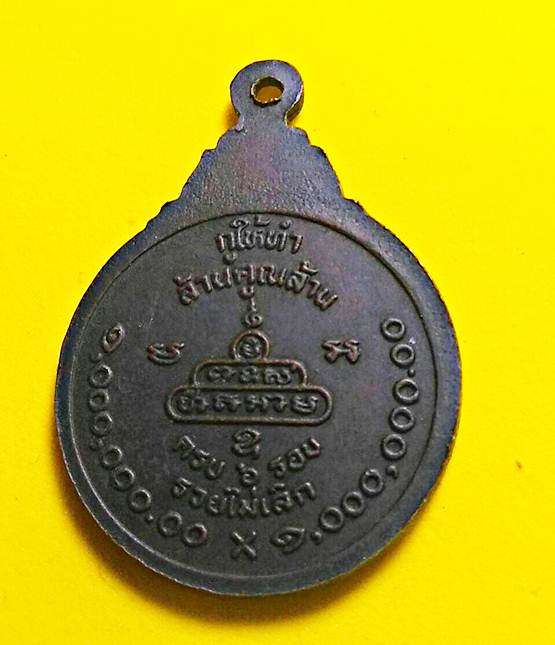 กูให้ทำ
ล้านคูณล้าน
ครบ ๖ รอบ
รวยไม่เลิก
๑,๐๐๐,๐๐๐.๐๐ X ๑,๐๐๐,๐๐๐.๐๐